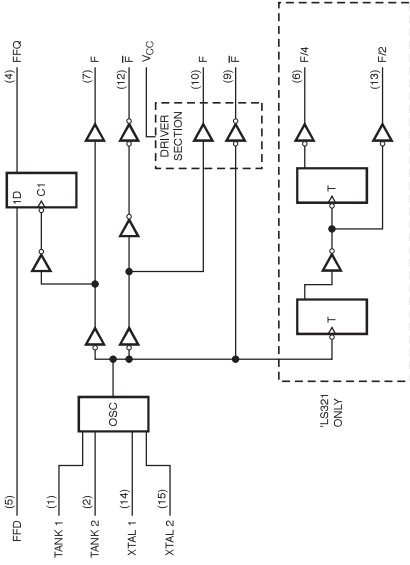 (4) FFQ
(7) F
(12) F̅
VCC
(10) F
(9) F̅
(6) F/4
(13) F/2
1D
C1
DRIVER
SECTION
T
T
OSC
'LS321
ONLY
FFD (5)
TANK 1 (1)
TANK 2 (2)
XTAL 1 (14)
XTAL 2 (15)